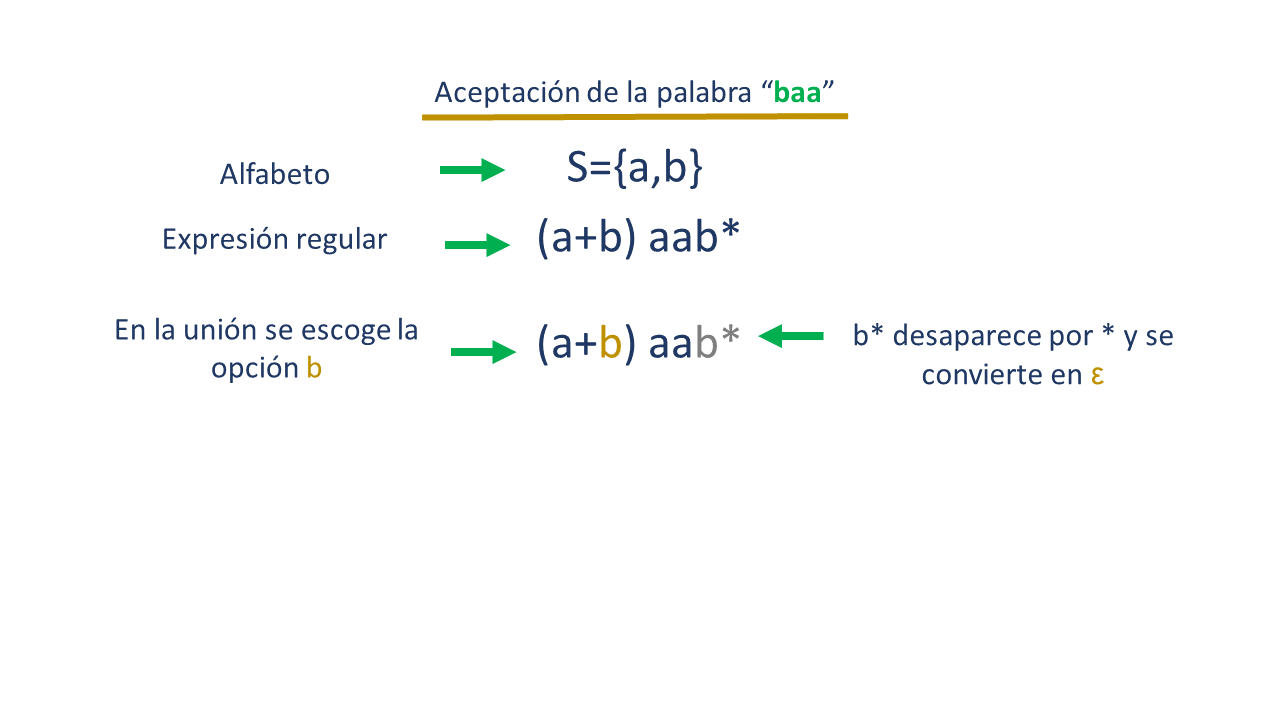 Aceptación de la palabra “baa”
Alfabeto
S={a,b}
Expresión regular
(a+b) aab*
En la unión se escoge la
opción b
(a+b) aab*
b* desaparece por * y se
convierte en ε